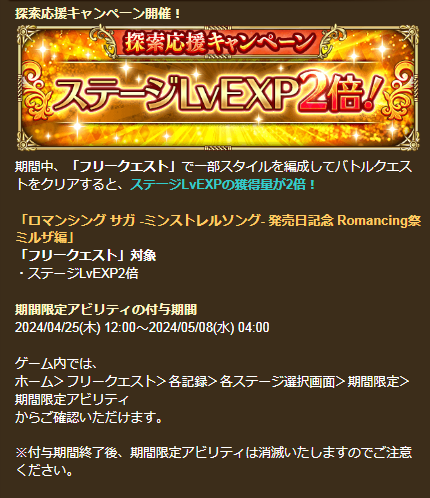 探索応援キャンペーン開催！
探索応援キャンペーン
ステージLvEXP2倍!
期間中、「フリークエスト」で一部スタイルを編成してバトルクエス
トをクリアすると、ステージLvEXPの獲得量が2倍！
「ロマンシング サガ -ミンストレルソング- 発売日記念 Romancing祭
ミルザ編」
「フリークエスト」対象
・ステージLvEXP2倍
期間限定アビリティの付与期間
2024/04/25(木) 12:00～2024/05/08(水) 04:00
ゲーム内では、
ホーム＞フリークエスト＞各記録＞各ステージ選択画面＞期間限定＞
期間限定アビリティ
からご確認いただけます。
※付与期間終了後、期間限定アビリティは消滅いたしますのでご注意
ください。